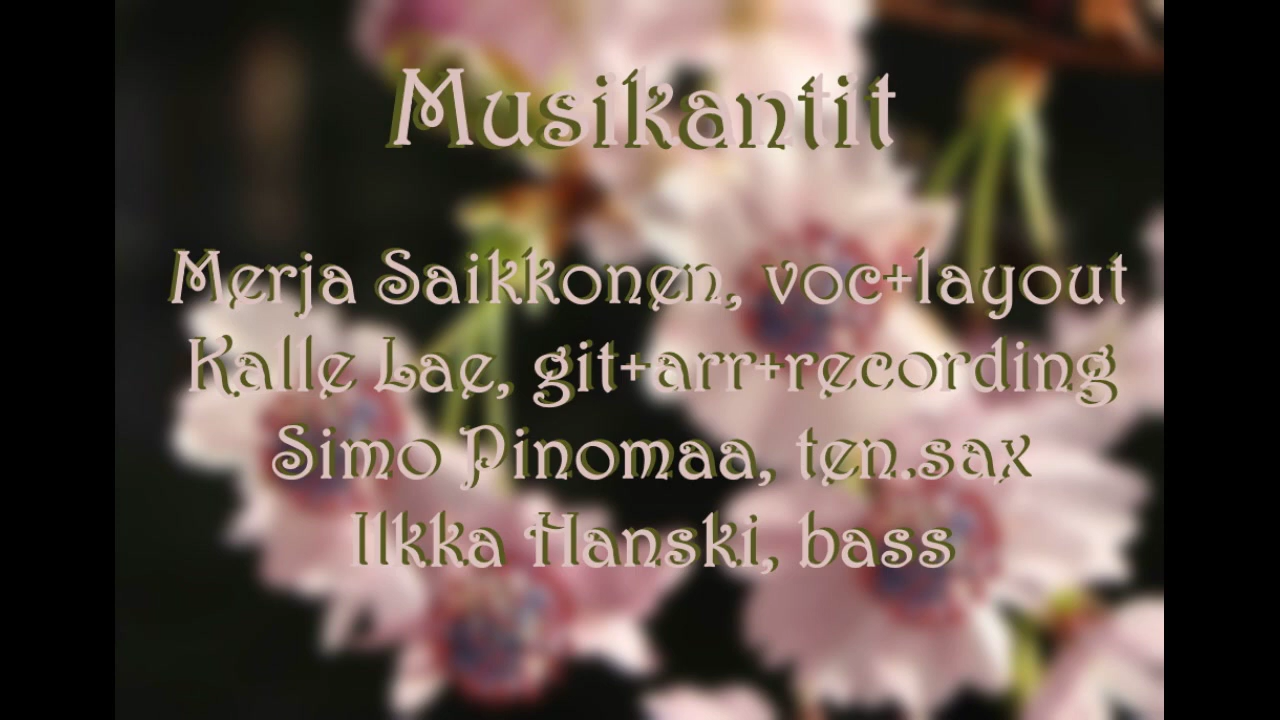 Musikantit
Merja Saikkonen, voc+layout
Kalle Lae, git+arr+recording
Simo Pinomaa, ten.sax
Ilkka Hanski, bass